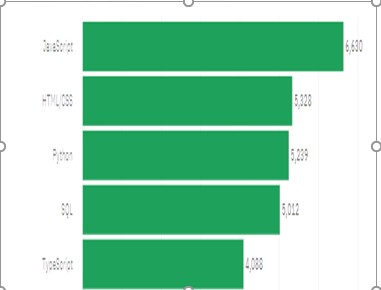 JavaScript 6,630
HTML/CSS 5,328
Python 5,239
SQL 5,012
TypeScript 4,088